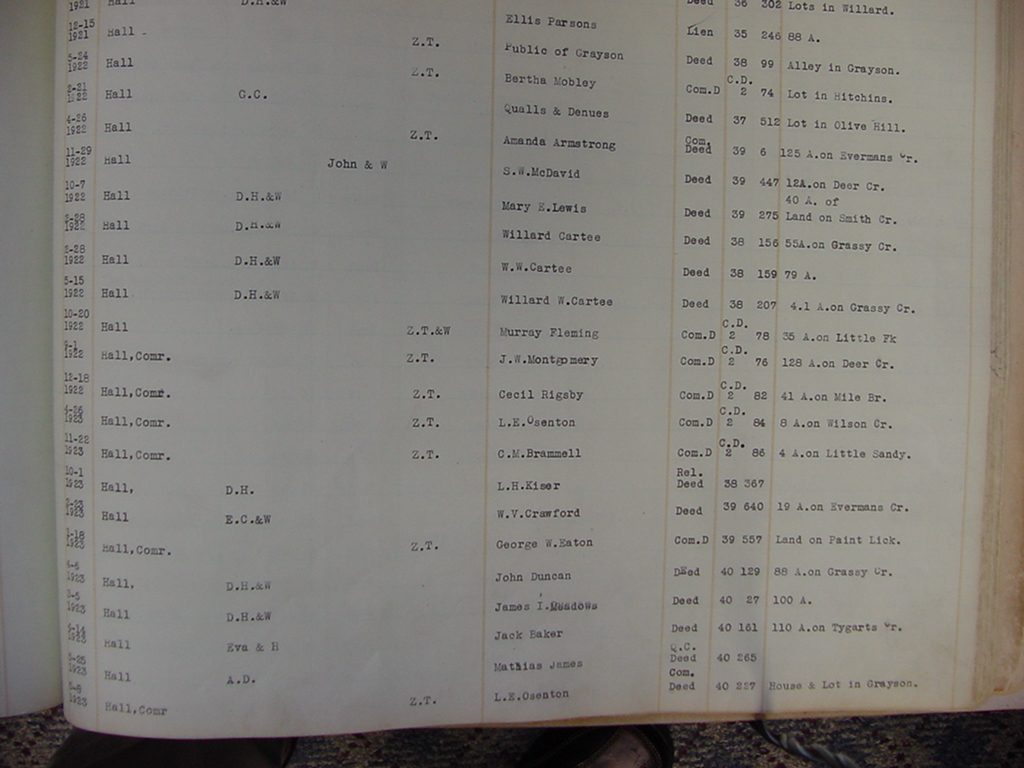 1921 Hall D.H.&W Ellis Parsons Deed 36 302 Lots in Willard.
Lien 35 246 88 A.
12-15
1921 Hall Z.T. Public of Grayson Deed 38 99 Alley in Grayson.
5-24
1922 Hall Z.T. Bertha Mobley Com.D C.D. 2 74 Lot in Hitchins.
2-21
1922 Hall G.C. Qualls & Denues Deed 37 512 Lot in Olive Hill.
4-26
1922 Hall Z.T. Amanda Armstrong Com. Deed 39 6 125 A.on Evermans Cr.
11-29
1922 Hall John & W S.W.McDavid Deed 39 447 12A.on Deer Cr.
10-7
1922 Hall D.H.&W Mary E.Lewis Deed 39 275 40 A. of Land on Smith Cr.
2-28
1922 Hall D.H.&W Willard Cartee Deed 38 156 55A.on Grassy Cr.
2-28
1922 Hall D.H.&W W.W.Cartee Deed 38 159 79 A.
5-15
1922 Hall D.H.&W Willard W.Cartee Deed 38 207 4.1 A.on Grassy Cr.
10-20
1922 Hall Z.T.&W Murray Fleming Com.D C.D. 2 78 35 A.on Little Fk
9-1
1922 Hall,Comr. Z.T. J.W.Montgomery Com.D C.D. 2 76 128 A.on Deer Cr.
12-18
1922 Hall,Comr. Z.T. Cecil Rigsby Com.D C.D. 2 82 41 A.on Mile Br.
4-26
1923 Hall,Comr. Z.T. L.E.Osenton Com.D C.D. 2 84 8 A.on Wilson Cr.
11-22
1923 Hall,Comr. Z.T. C.M.Brammell Com.D C.D. 2 86 4 A.on Little Sandy.
10-1
1923 Hall, D.H. L.H.Kiser Rel. Deed 38 367
1923 Hall E.C.&W W.V.Crawford Deed 39 640 19 A.on Evermans Cr.
1923 Hall,Comr. Z.T. George W.Eaton Com.D 39 557 Land on Paint Lick.
4-6
1923 Hall, D.H.&W John Duncan Deed 40 129 88 A.on Grassy Cr.
1923 Hall D.H.&W James I.Meadows Deed 40 27 100 A.
4-14
1923 Hall Eva & H Jack Baker Deed 40 161 110 A.on Tygarts Cr.
1923 Hall A.D. Mathias James Q.C. Deed 40 265
1923 Hall,Comr Z.T. L.E.Osenton Com. Deed 40 227 House & Lot in Grayson.